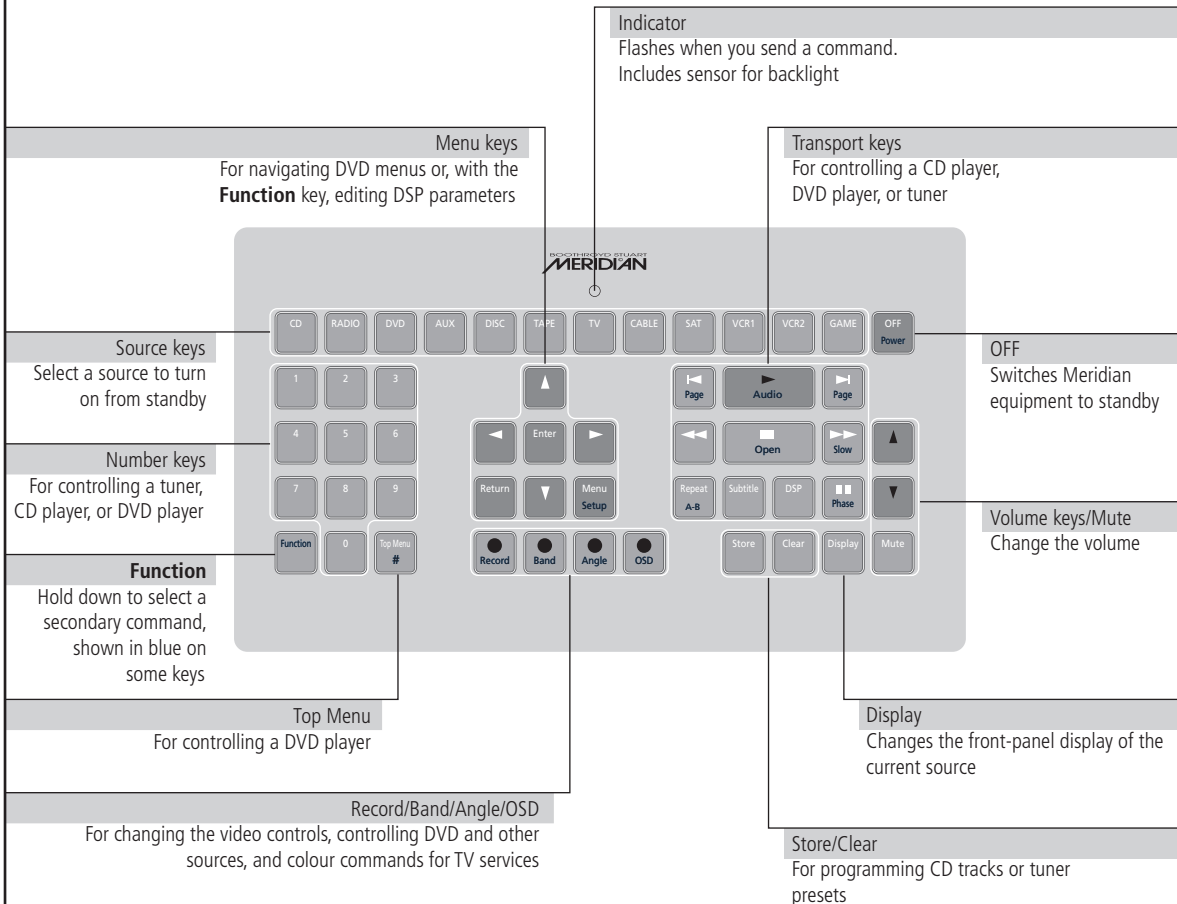 Indicator
Flashes when you send a command.
Includes sensor for backlight
Menu keys
For navigating DVD menus or, with the
Function key, editing DSP parameters
Transport keys
For controlling a CD player,
DVD player, or tuner
BOOTHROYD STUART
MERIDIAN
CD RADIO DVD AUX DISC TAPE TV CABLE SAT VCR1 VCR2 GAME OFF
Power
Source keys
Select a source to turn
on from standby
OFF
Switches Meridian
equipment to standby
1 2 3
Page Audio Page
4 5 6 Enter
Open Slow
Number keys
For controlling a tuner,
CD player, or DVD player
7 8 9 Return Menu Repeat Subtitle DSP
Setup A-B Phase
Volume keys/Mute
Change the volume
Function 0 Top Menu
#
Record Band Angle OSD
Store Clear Display Mute
Function
Hold down to select a
secondary command,
shown in blue on
some keys
Top Menu
For controlling a DVD player
Display
Changes the front-panel display of the
current source
Record/Band/Angle/OSD
For changing the video controls, controlling DVD and other
sources, and colour commands for TV services
Store/Clear
For programming CD tracks or tuner
presets